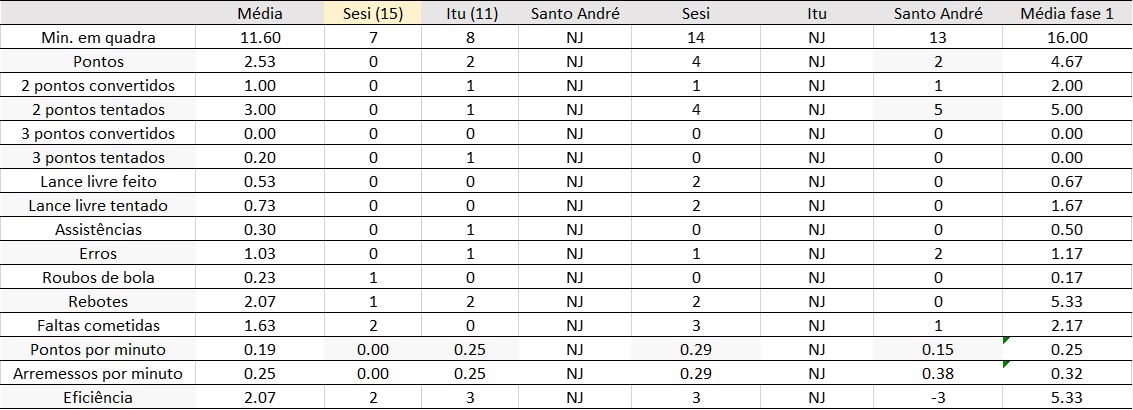 Média Sesi (15) Itu (11) Santo André Sesi Itu Santo André Média fase 1
Min. em quadra 11.60 7 8 NJ 14 NJ 13 16.00
Pontos 2.53 0 2 NJ 4 NJ 2 4.67
2 pontos convertidos 1.00 0 1 NJ 1 NJ 1 2.00
2 pontos tentados 3.00 0 1 NJ 4 NJ 5 5.00
3 pontos convertidos 0.00 0 0 NJ 0 NJ 0 0.00
3 pontos tentados 0.20 0 1 NJ 0 NJ 0 0.00
Lance livre feito 0.53 0 0 NJ 2 NJ 0 0.67
Lance livre tentado 0.73 0 0 NJ 2 NJ 0 1.67
Assistências 0.30 0 1 NJ 0 NJ 0 0.50
Erros 1.03 0 1 NJ 1 NJ 2 1.17
Roubos de bola 0.23 1 0 NJ 0 NJ 0 0.17
Rebotes 2.07 1 2 NJ 2 NJ 0 5.33
Faltas cometidas 1.63 2 0 NJ 3 NJ 1 2.17
Pontos por minuto 0.19 0.00 0.25 NJ 0.29 NJ 0.15 0.25
Arremessos por minuto 0.25 0.00 0.25 NJ 0.29 NJ 0.38 0.32
Eficiência 2.07 2 3 NJ 3 NJ -3 5.33